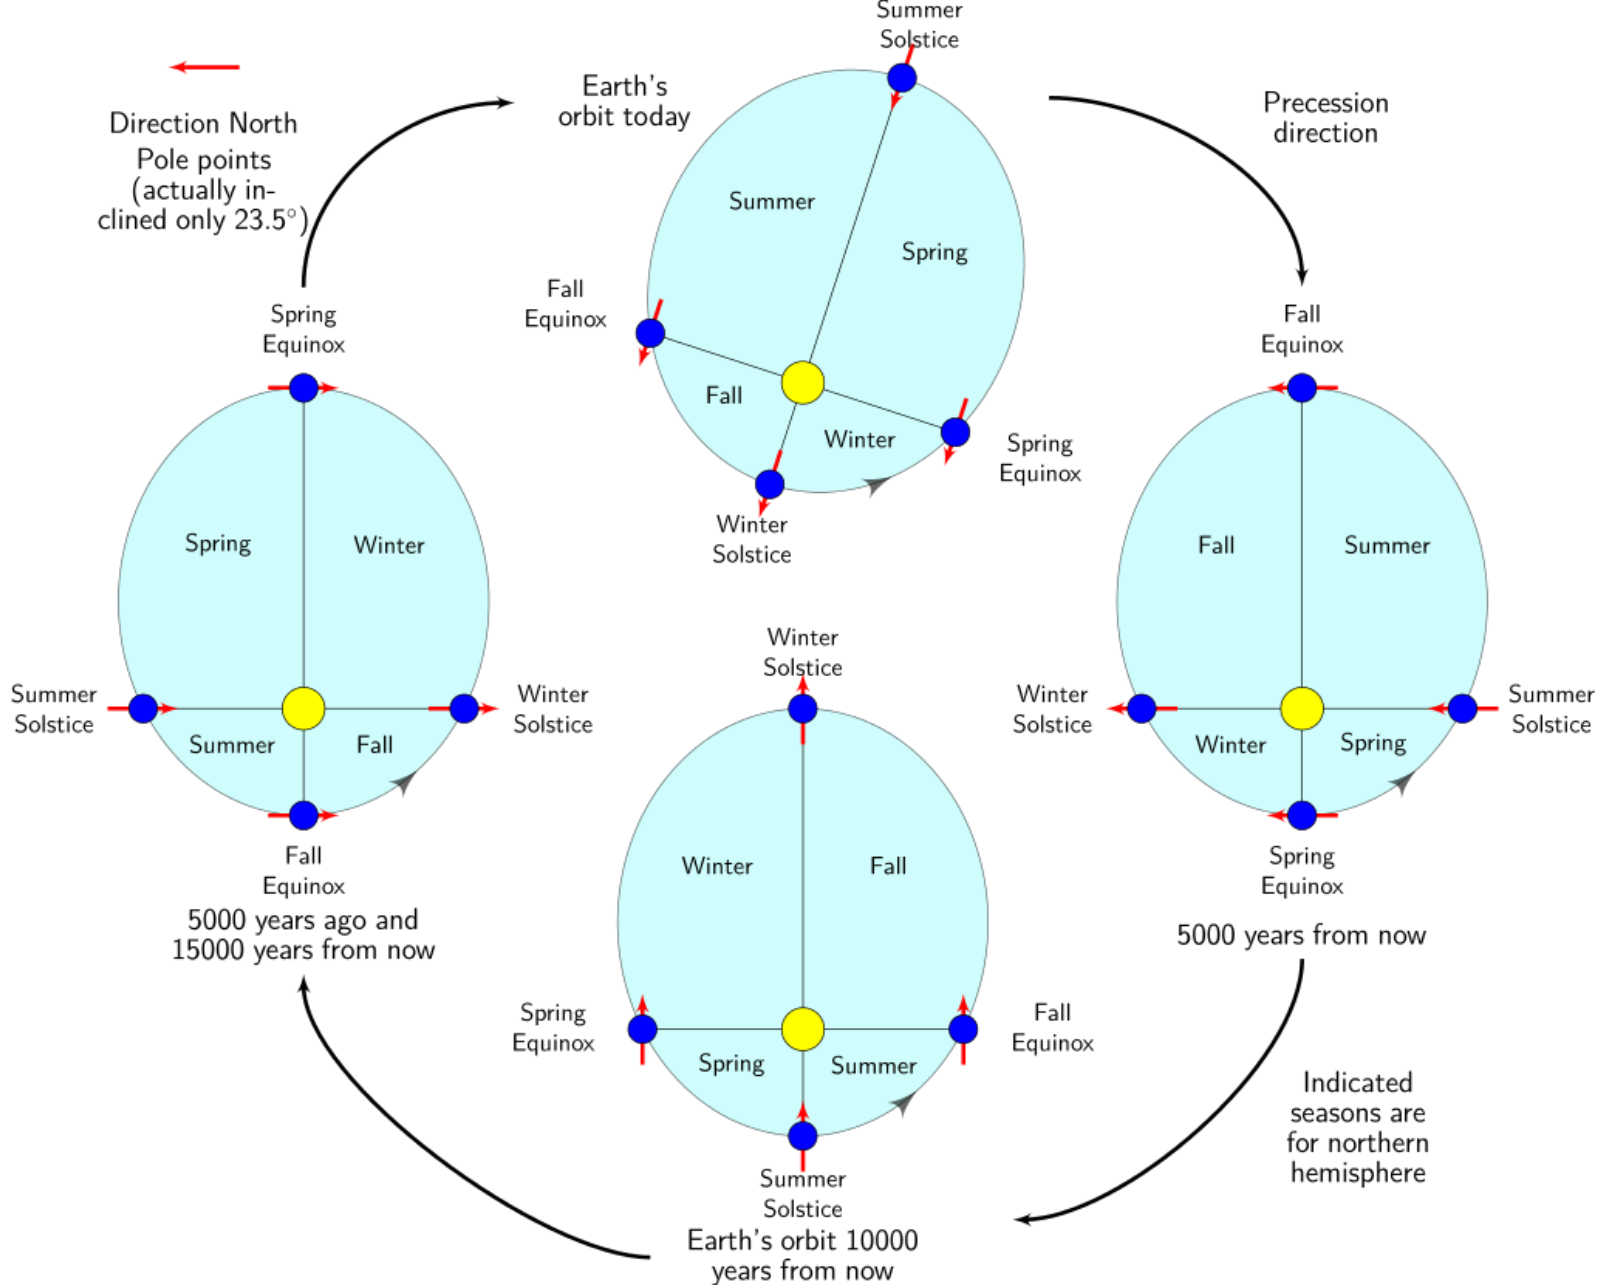 Direction North
Pole points
(actually in-
clined only 23.5°)
Earth's
orbit today
Summer
Solstice
Summer
Spring
Fall
Equinox
Fall
Winter
Spring
Equinox
Winter
Solstice
Precession
direction
Spring
Equinox
Spring
Winter
Summer
Solstice
Winter
Solstice
Summer
Fall
Fall
Equinox
5000 years ago and
15000 years from now
Fall
Equinox
Fall
Summer
Winter
Solstice
Summer
Solstice
Winter
Spring
Spring
Equinox
5000 years from now
Winter
Solstice
Winter
Fall
Spring
Equinox
Fall
Equinox
Spring
Summer
Summer
Solstice
Earth's orbit 10000
years from now
Indicated
seasons are
for northern
hemisphere